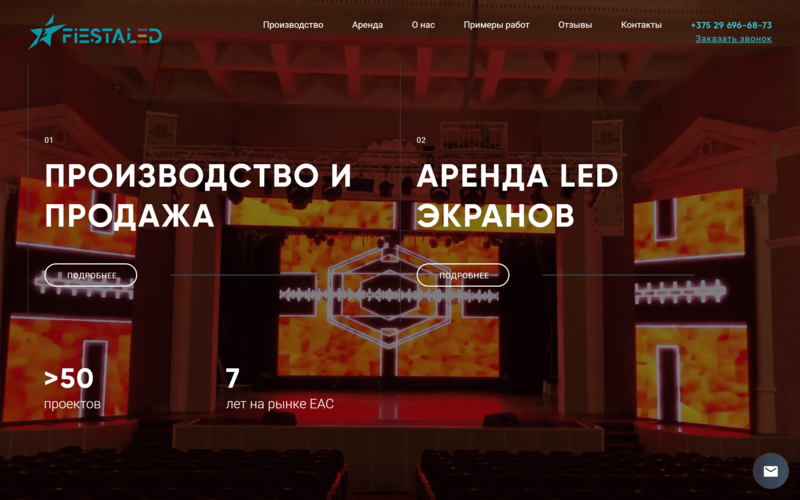 FIESTALED
Производство
Аренда
О нас
Примеры работ
Отзывы
Контакты
+375 29 696-68-73
Заказать звонок
01
ПРОИЗВОДСТВО И
ПРОДАЖА
ПОДРОБНЕЕ
02
АРЕНДА LED
ЭКРАНОВ
ПОДРОБНЕЕ
>50
проектов
7
лет на рынке ЕАС